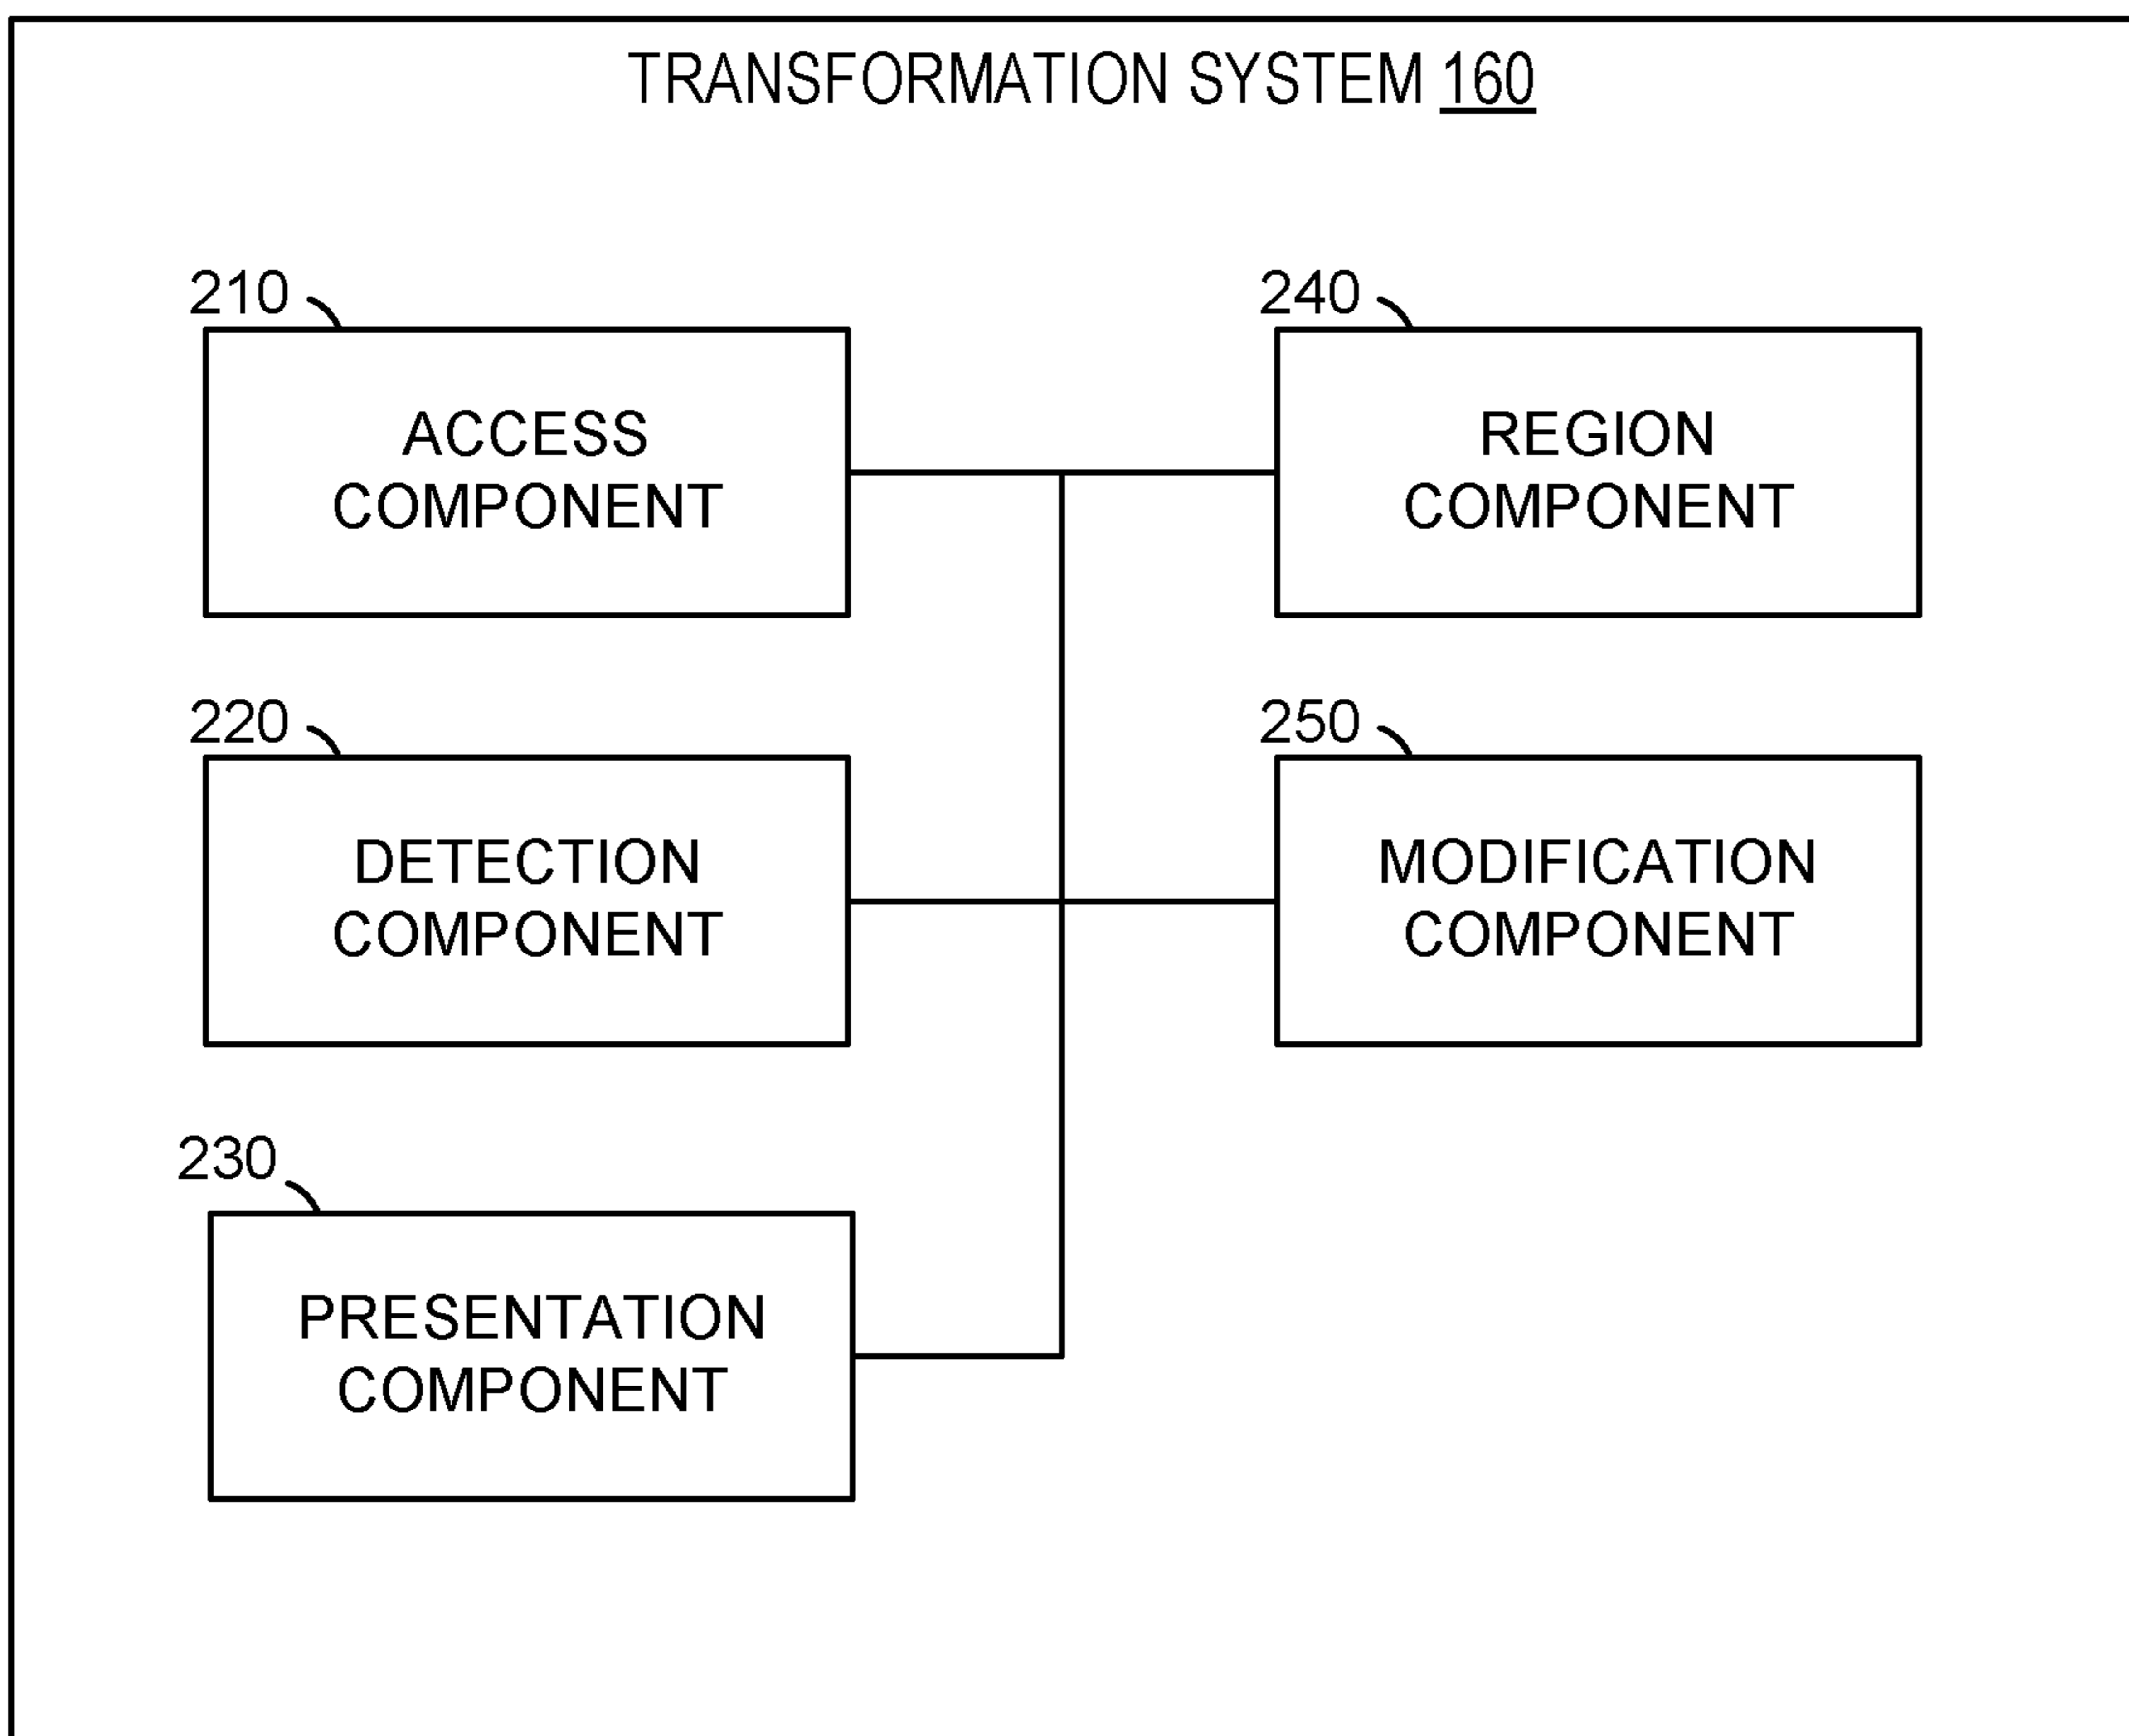 TRANSFORMATION SYSTEM 160
210
ACCESS
COMPONENT
240
REGION
COMPONENT
220
DETECTION
COMPONENT
250
MODIFICATION
COMPONENT
230
PRESENTATION
COMPONENT